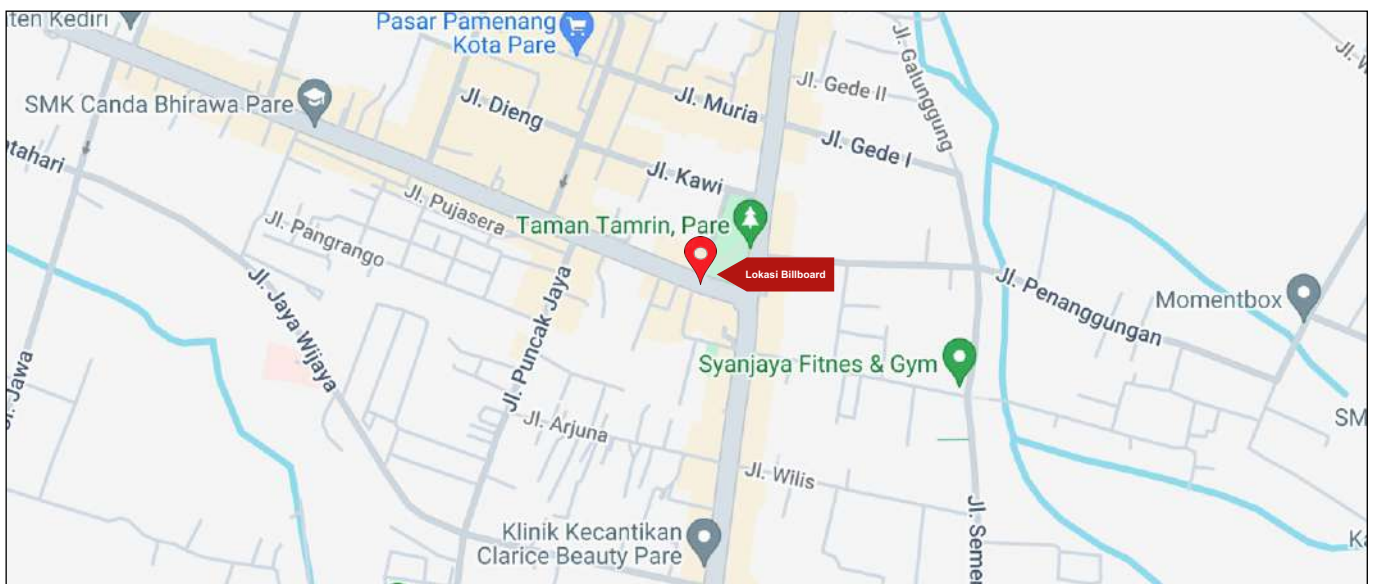 ten Kediri
Pasar Pamenang
Kota Pare
Jl. Galunggung
Jl. W
SMK Canda Bhirawa Pare
Jl. Dieng
Jl. Muria
Jl. Gede II
Jl. Gede I
tahari
Jl. Kawi
Jl. Pujasera
Taman Tamrin, Pare
Jl. Pangrango
Lokasi Billboard
Jl. Jaya Wijaya
Jl. Puncak Jaya
Jl. Penanggungan
Momentbox
Jl. Jawa
Syanjaya Fitnes & Gym
Jl. Arjuna
SM
Jl. Wilis
Jl. Semer
Klinik Kecantikan
Clarice Beauty Pare
Ka